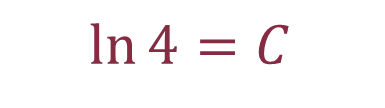 ln 4 = C